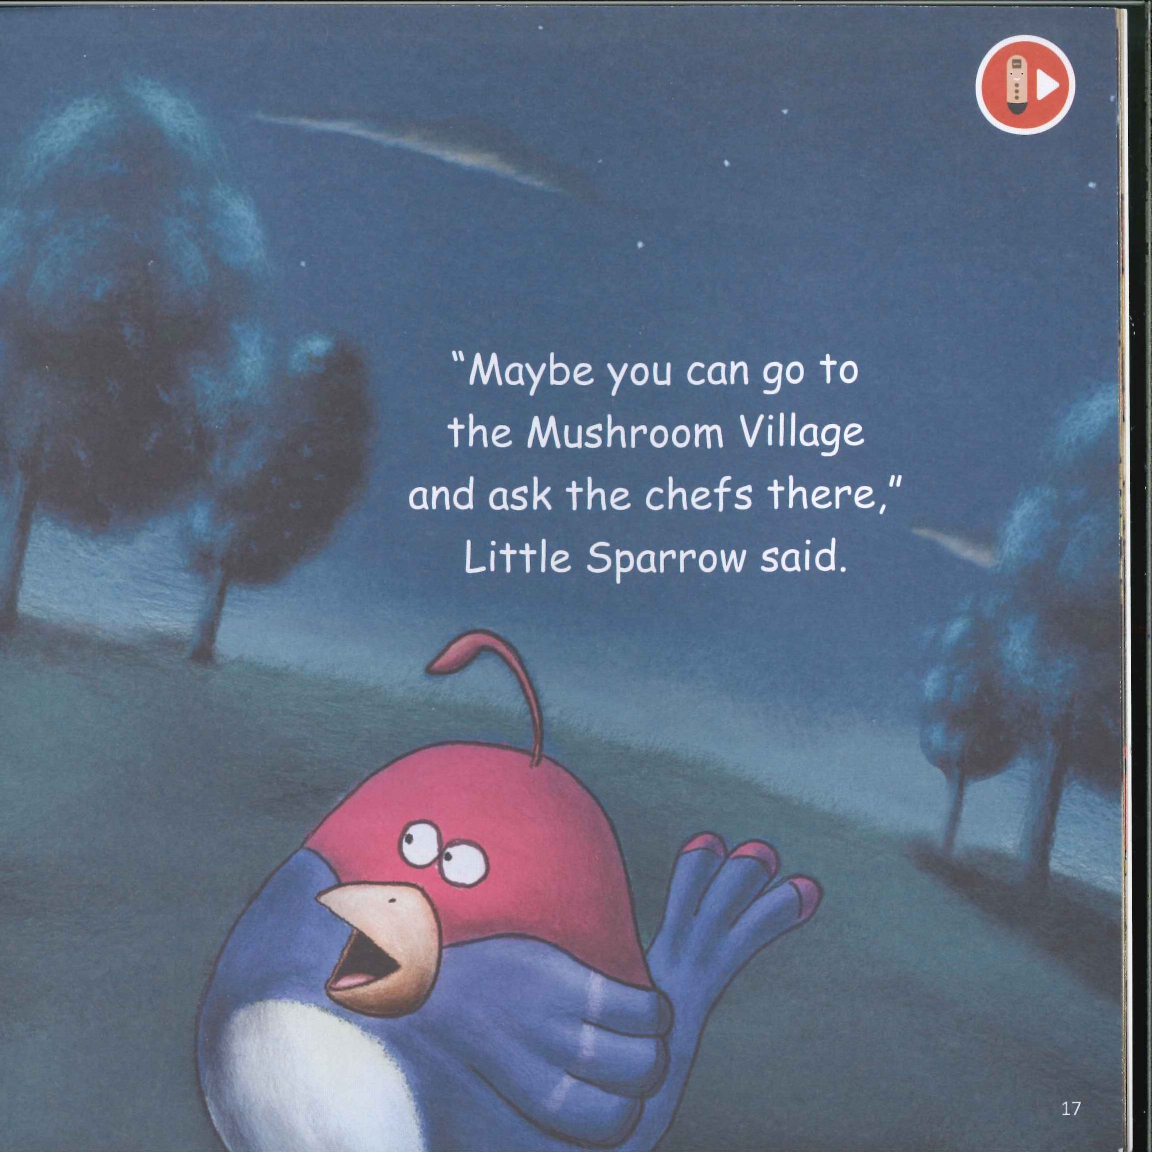 “Maybe you can go to
the Mushroom Village
and ask the chefs there,”
Little Sparrow said.
17